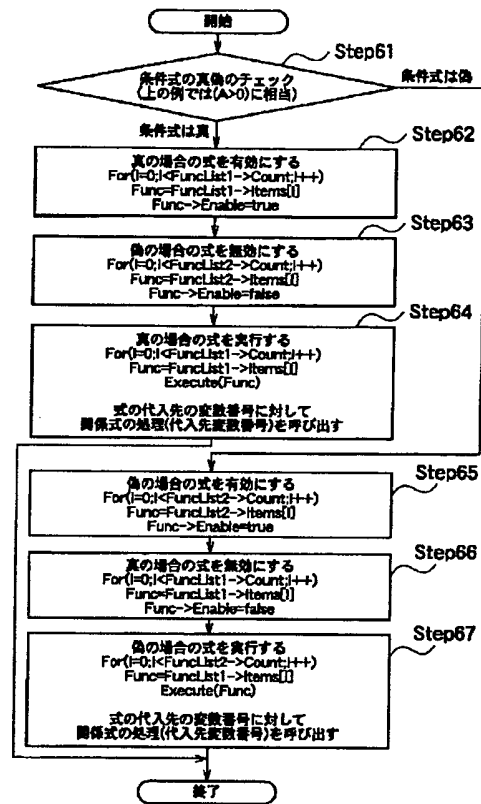 開始
Step61
条件式の真偽のチェック
(上の例では(A>0)に相当)
条件式は偽
条件式は真
Step62
真の場合の式を有効にする
For(i=0;i<FuncList1->Count;i++)
Func=FuncList1->Items[i]
Func->Enable=true
Step63
偽の場合の式を無効にする
For(i=0;i<FuncList2->Count;i++)
Func=FuncList2->Items[i]
Func->Enable=false
Step64
真の場合の式を実行する
For(i=0;i<FuncList1->Count;i++)
Func=FuncList1->Items[i]
Execute(Func)
式の代入先の変数番号に対して
関係式の処理(代入先変数番号)を呼び出す
Step65
偽の場合の式を有効にする
For(i=0;i<FuncList2->Count;i++)
Func=FuncList2->Items[i]
Func->Enable=true
Step66
真の場合の式を無効にする
For(i=0;i<FuncList1->Count;i++)
Func=FuncList1->Items[i]
Func->Enable=false
Step67
偽の場合の式を実行する
For(i=0;i<FuncList2->Count;i++)
Func=FuncList1->Items[i]
Execute(Func)
式の代入先の変数番号に対して
関係式の処理(代入先変数番号)を呼び出す
終了